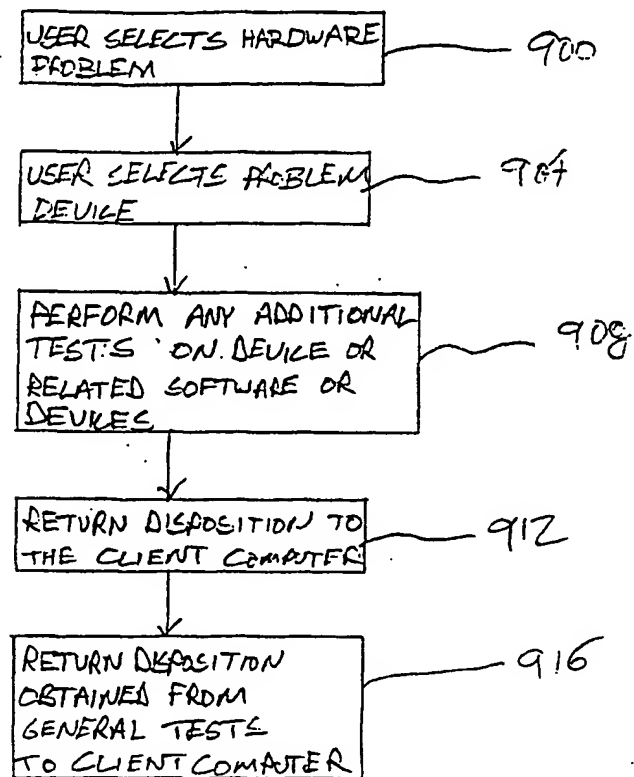 USER SELECTS HARDWARE
PROBLEM
900
USER SELECTS PROBLEM
DEVICE
904
PERFORM ANY ADDITIONAL
TESTS ON DEVICE OR
RELATED SOFTWARE OR
DEVICES
908
RETURN DISPOSITION TO
THE CLIENT COMPUTER
912
RETURN DISPOSITION
OBTAINED FROM
GENERAL TESTS
TO CLIENT COMPUTER
916